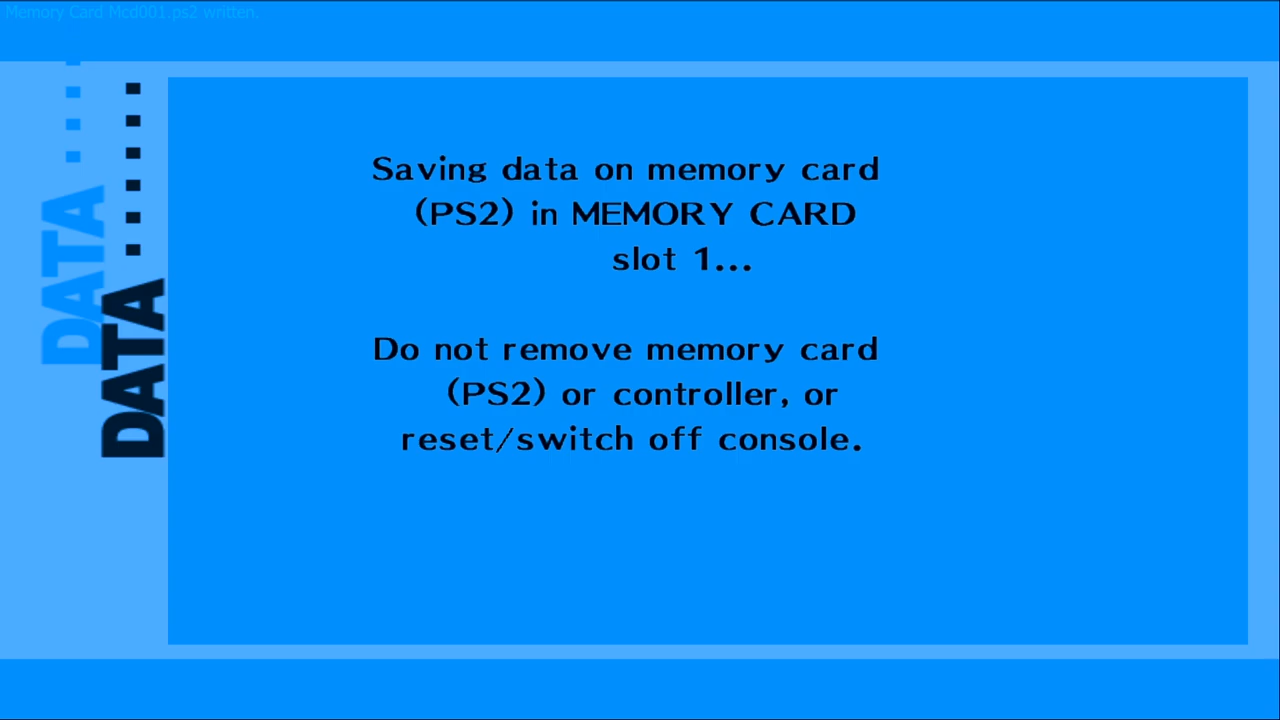 Memory Card Mcd001.ps2 written.
DATA ......
DATA ....
Saving data on memory card
(PS2) in MEMORY CARD
slot 1...
Do not remove memory card
(PS2) or controller, or
reset/switch off console.